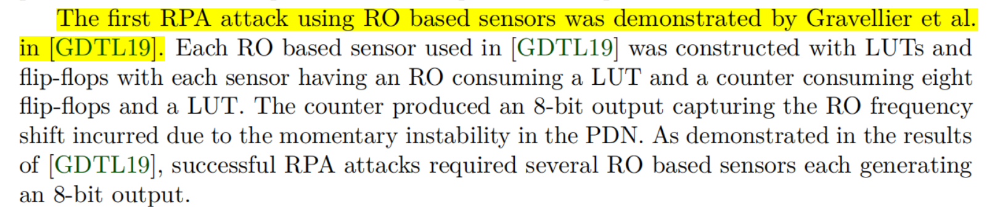 The first RPA attack using RO based sensors was demonstrated by Gravellier et al.
in [GDTL19]. Each RO based sensor used in [GDTL19] was constructed with LUTs and
flip-flops with each sensor having an RO consuming a LUT and a counter consuming eight
flip-flops and a LUT. The counter produced an 8-bit output capturing the RO frequency
shift incurred due to the momentary instability in the PDN. As demonstrated in the results
of [GDTL19], successful RPA attacks required several RO based sensors each generating
an 8-bit output.